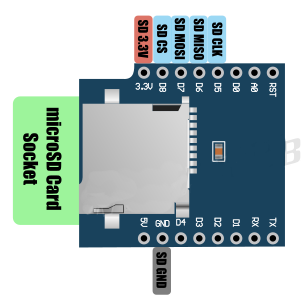 SD 3.3V
SD CS
SD MOSI
SD MISO
SD CLK
3.3V D8 D7 D6 D5 D0 A0 RST
microSD Card
Socket
5V GND D4 D3 D2 D1 RX TX
SD GND